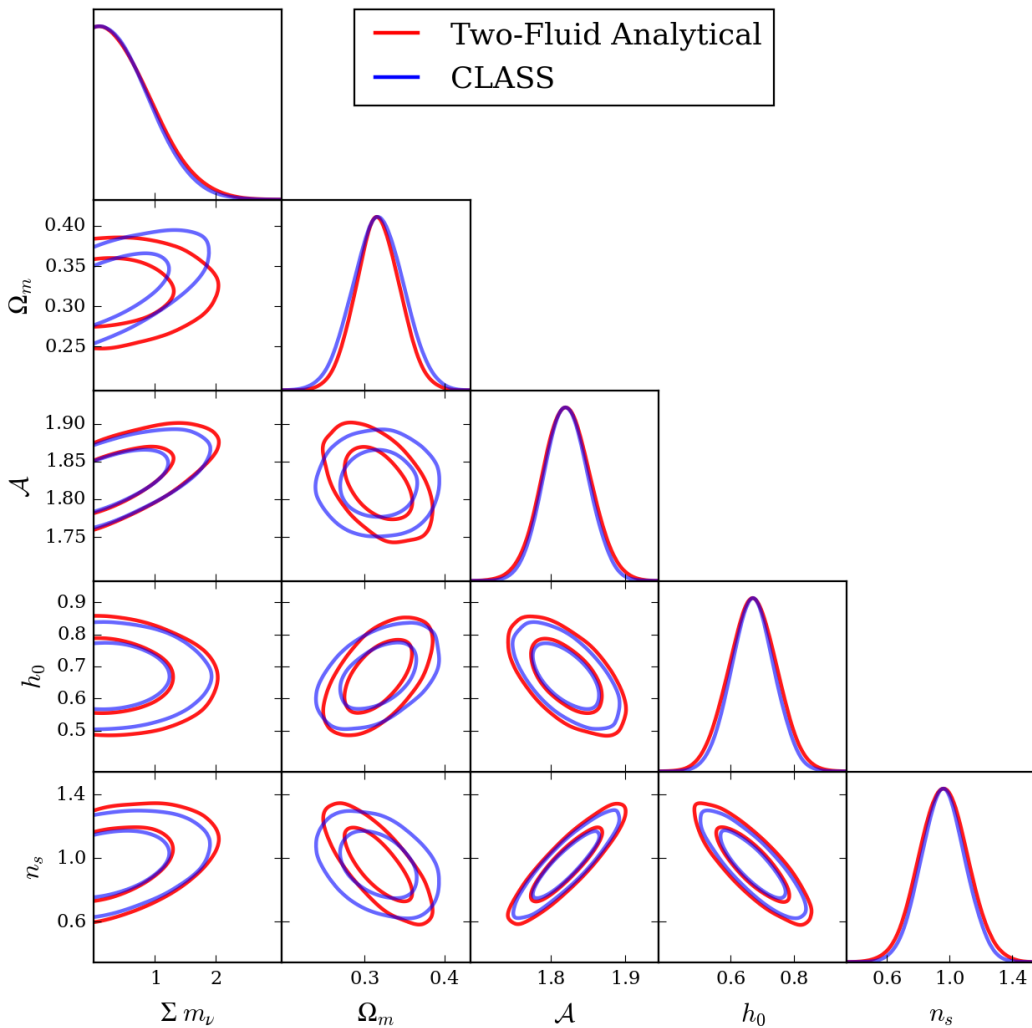 Two-Fluid Analytical
CLASS
0.40
0.35
0.30
0.25
Ω_m
1.90
1.85
1.80
1.75
𝒜
0.9
0.8
0.7
0.6
0.5
h_0
1.4
1.0
0.6
n_s
1 2 0.3 0.4 1.8 1.9 0.6 0.8 0.6 1.0 1.4
Σ m_ν Ω_m 𝒜 h_0 n_s